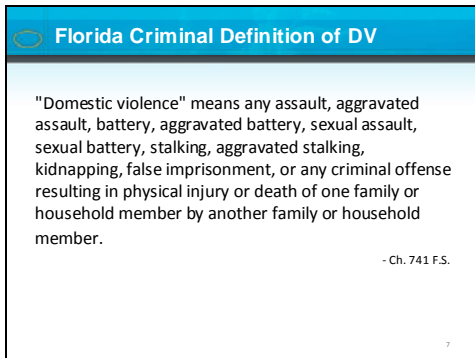 Florida Criminal Definition of DV
"Domestic violence" means any assault, aggravated
assault, battery, aggravated battery, sexual assault,
sexual battery, stalking, aggravated stalking,
kidnapping, false imprisonment, or any criminal offense
resulting in physical injury or death of one family or
household member by another family or household
member.
- Ch. 741 F.S.
7